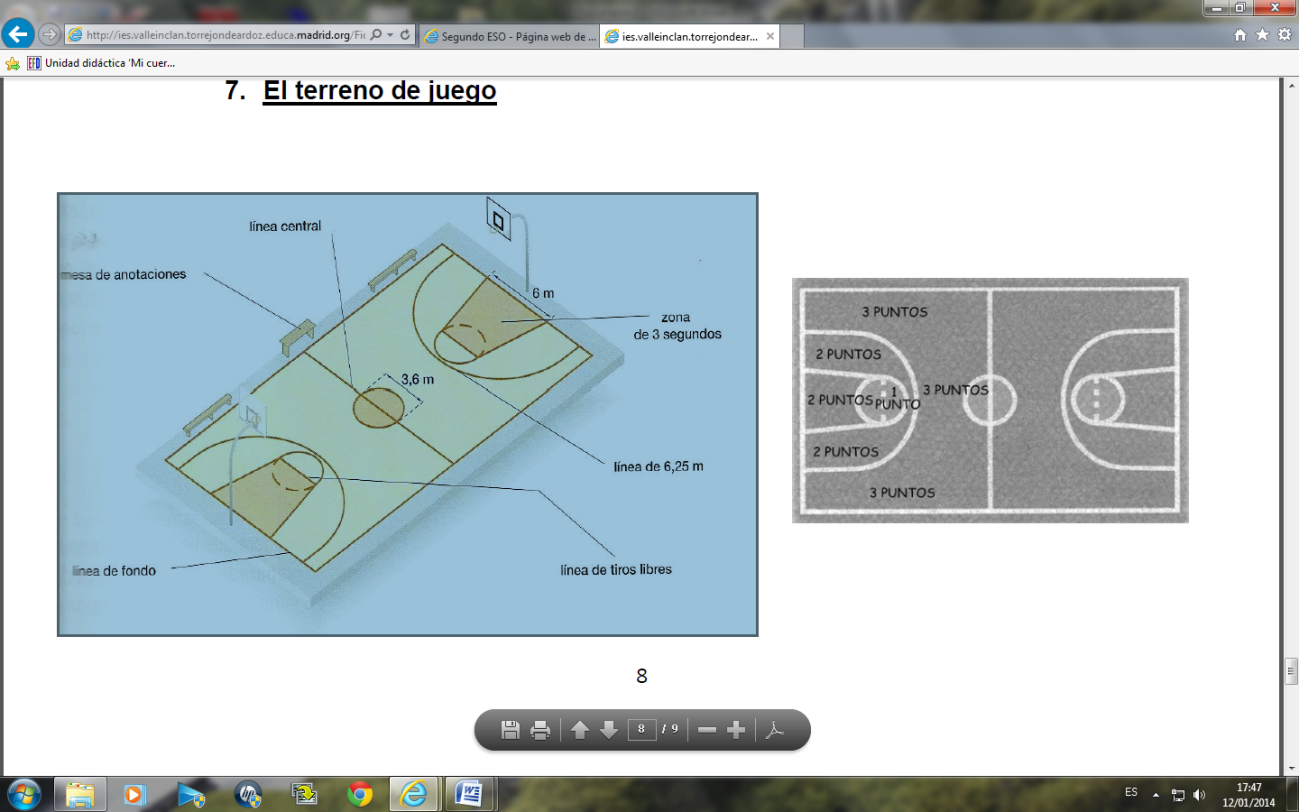 http://ies.valleinclan.torrejondeardoz.educa.madrid.org/Fic
Segundo ESO - Página web de ...
ies.valleinclan.torrejondear...
Unidad didáctica 'Mi cuer...
7. El terreno de juego
línea central
mesa de anotaciones
6 m
zona
de 3 segundos
3,6 m
línea de 6,25 m
línea de fondo
línea de tiros libres
3 PUNTOS
2 PUNTOS
2 PUNTOS
1
PUNTO
3 PUNTOS
2 PUNTOS
3 PUNTOS
8
8 / 9
ES
17:47
12/01/2014